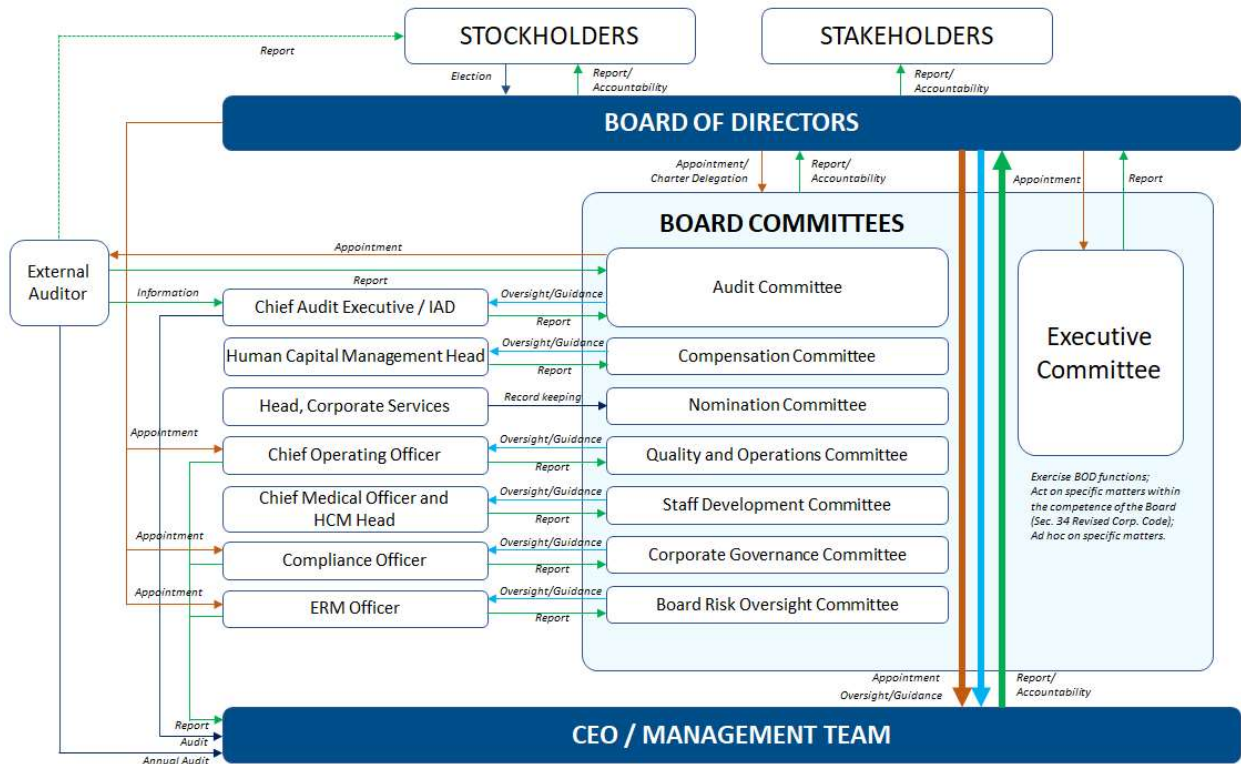 STOCKHOLDERS
STAKEHOLDERS
Report
Election
Report/
Accountability
Report/
Accountability
BOARD OF DIRECTORS
Appointment/
Charter Delegation
Report/
Accountability
Appointment
Report
BOARD COMMITTEES
External
Auditor
Appointment
Report
Information
Audit Committee
Chief Audit Executive / IAD
Oversight/Guidance
Report
Executive
Committee
Human Capital Management Head
Oversight/Guidance
Report
Compensation Committee
Head, Corporate Services
Record keeping
Nomination Committee
Appointment
Chief Operating Officer
Oversight/Guidance
Report
Quality and Operations Committee
Chief Medical Officer and
HCM Head
Oversight/Guidance
Report
Staff Development Committee
Exercise BOD functions;
Act on specific matters within
the competence of the Board
(Sec. 34 Revised Corp. Code);
Ad hoc on specific matters.
Appointment
Compliance Officer
Oversight/Guidance
Report
Corporate Governance Committee
Appointment
ERM Officer
Oversight/Guidance
Report
Board Risk Oversight Committee
Appointment
Oversight/Guidance
Report/
Accountability
Report
Audit
Annual Audit
CEO / MANAGEMENT TEAM